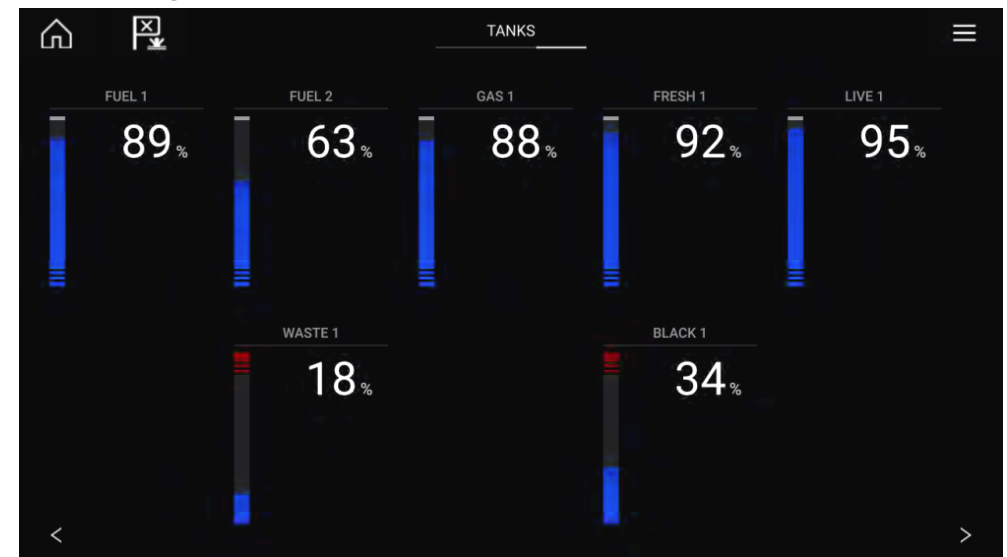 TANKS
FUEL 1
89 %
FUEL 2
63 %
GAS 1
88 %
FRESH 1
92 %
LIVE 1
95 %
WASTE 1
18 %
BLACK 1
34 %